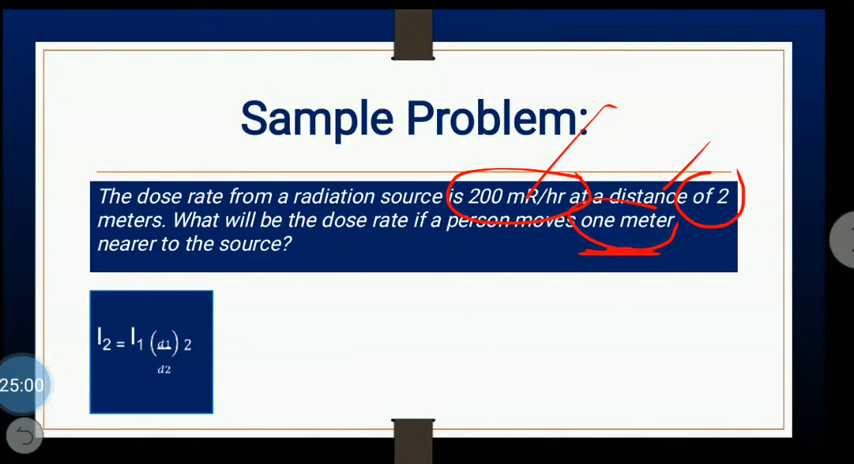 Sample Problem:
The dose rate from a radiation source is 200 mR/hr at a distance of 2
meters. What will be the dose rate if a person moves one meter
nearer to the source?
I2 = I1 (d1) 2
d2
25:00